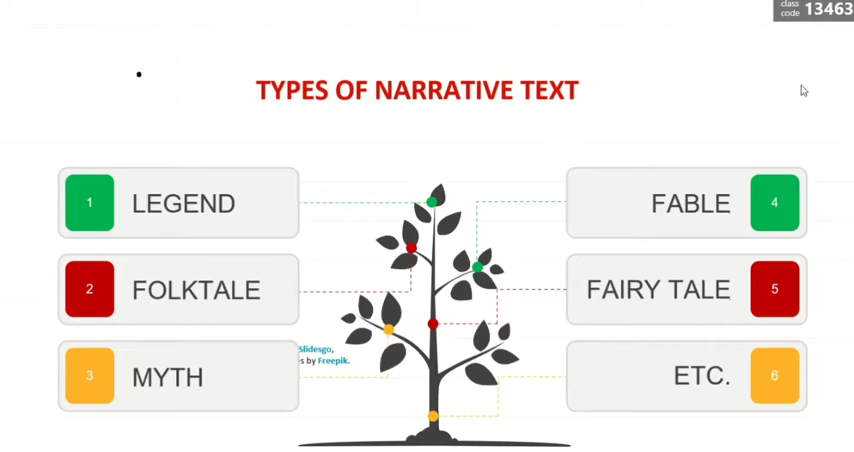 class
code 13463
TYPES OF NARRATIVE TEXT
1 LEGEND
2 FOLKTALE
3 MYTH
FABLE 4
FAIRY TALE 5
ETC. 6
Slidesgo,
s by Freepik.